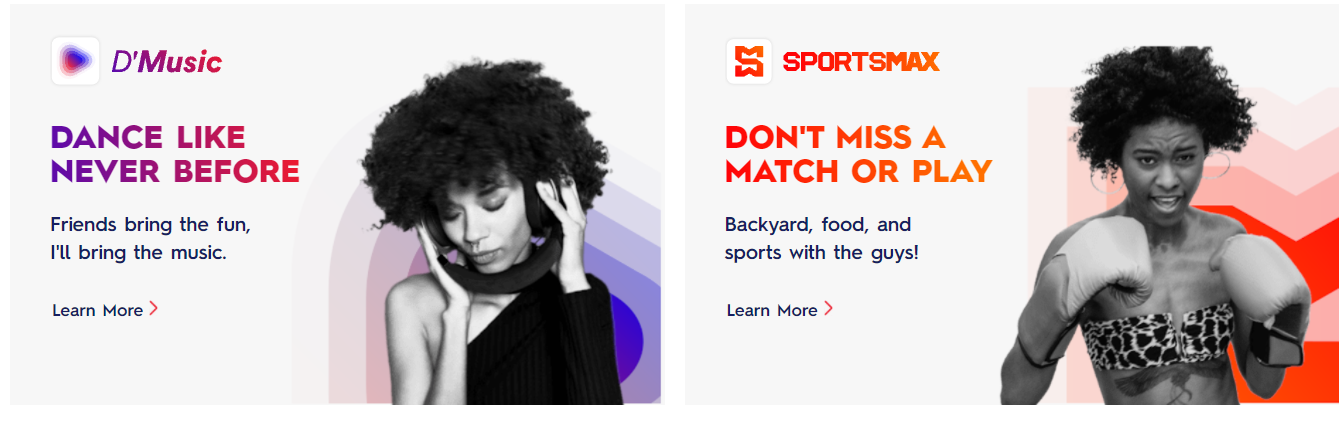 D'Music
DANCE LIKE
NEVER BEFORE
Friends bring the fun,
I'll bring the music.
Learn More
SPORTSMAX
DON'T MISS A
MATCH OR PLAY
Backyard, food, and
sports with the guys!
Learn More